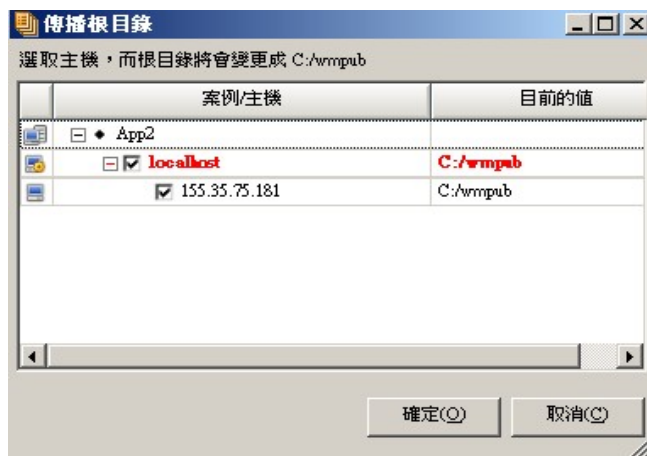 傳播根目錄
選取主機，而根目錄將會變更成 C:/wmpub
案例/主機 目前的值
App2
localhost C:/wmpub
155.35.75.181 C:/wmpub
確定(O) 取消(C)